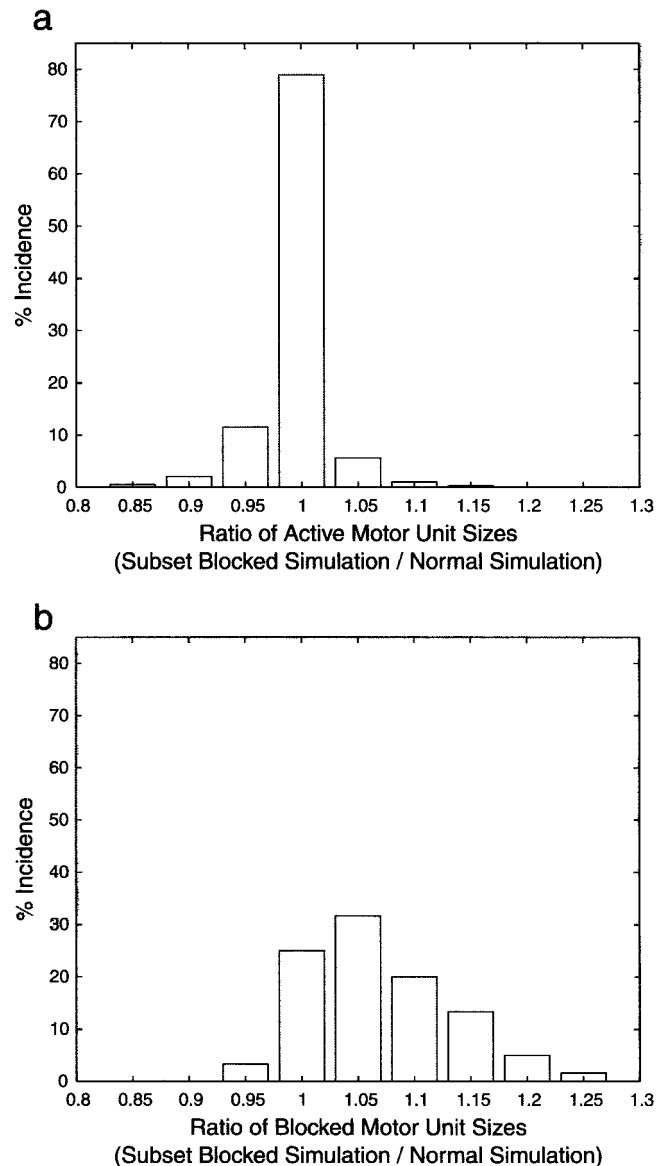 a
80
70
60
50
40
30
20
10
0
% Incidence
0.8 0.85 0.9 0.95 1 1.05 1.1 1.15 1.2 1.25 1.3
Ratio of Active Motor Unit Sizes
(Subset Blocked Simulation / Normal Simulation)
b
80
70
60
50
40
30
20
10
0
% Incidence
0.8 0.85 0.9 0.95 1 1.05 1.1 1.15 1.2 1.25 1.3
Ratio of Blocked Motor Unit Sizes
(Subset Blocked Simulation / Normal Simulation)